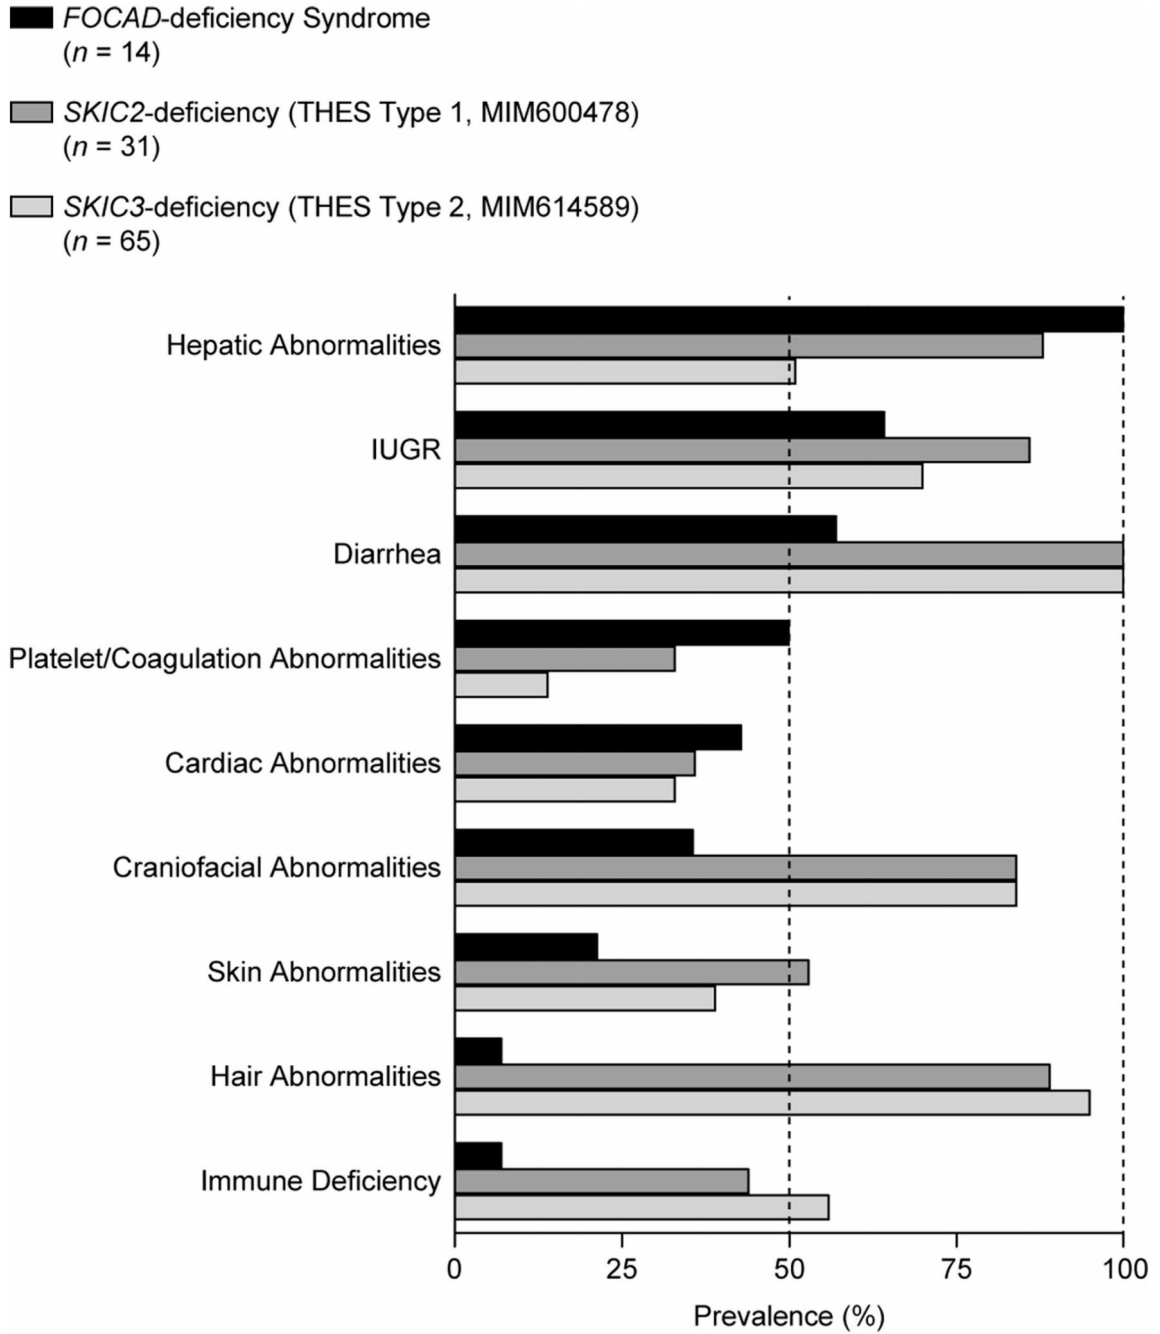 FOCAD-deficiency Syndrome
(n = 14)
SKIC2-deficiency (THES Type 1, MIM600478)
(n = 31)
SKIC3-deficiency (THES Type 2, MIM614589)
(n = 65)
Hepatic Abnormalities
IUGR
Diarrhea
Platelet/Coagulation Abnormalities
Cardiac Abnormalities
Craniofacial Abnormalities
Skin Abnormalities
Hair Abnormalities
Immune Deficiency
0 25 50 75 100
Prevalence (%)